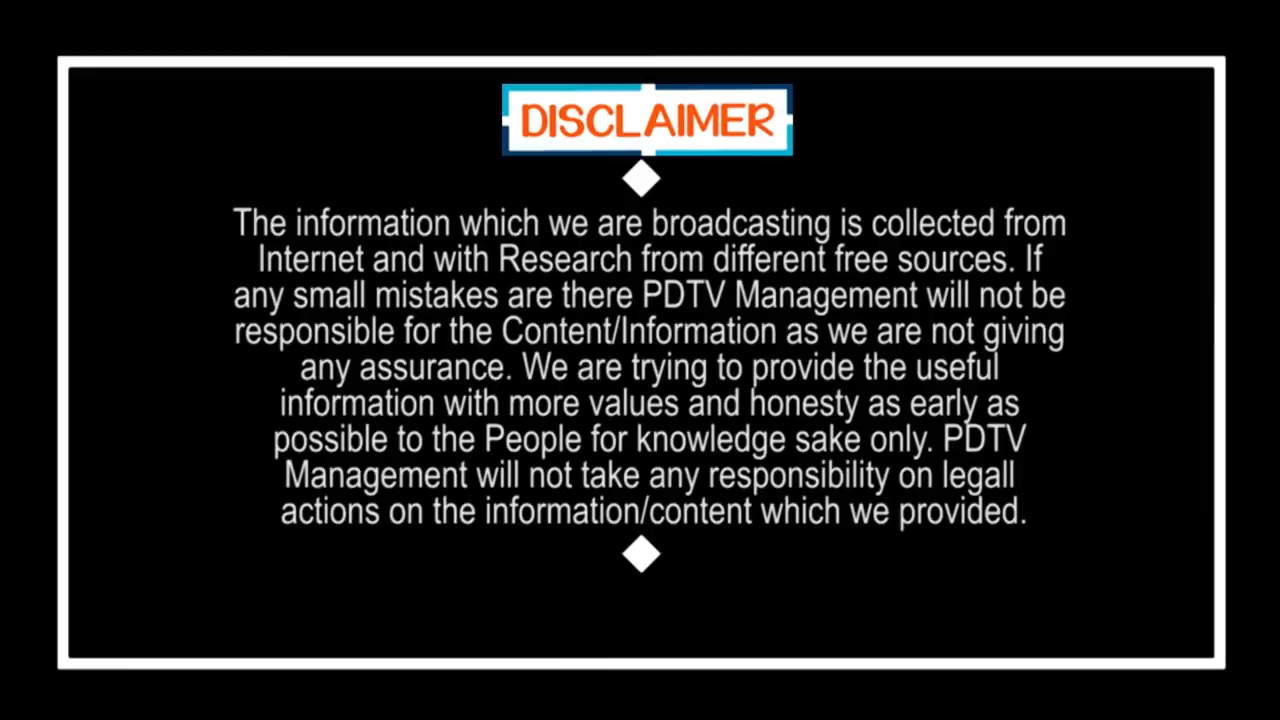 DISCLAIMER
The information which we are broadcasting is collected from
Internet and with Research from different free sources. If
any small mistakes are there PDTV Management will not be
responsible for the Content/Information as we are not giving
any assurance. We are trying to provide the useful
information with more values and honesty as early as
possible to the People for knowledge sake only. PDTV
Management will not take any responsibility on legall
actions on the information/content which we provided.